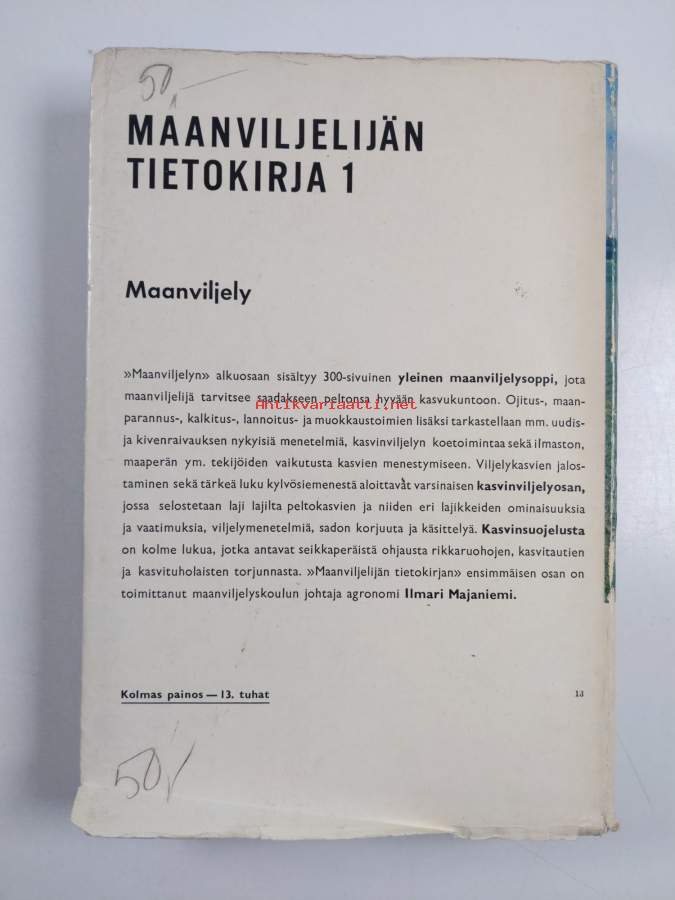 50,—
MAANVILJELIJÄN
TIETOKIRJA 1
Maanviljely
»Maanviljelyn» alkuosaan sisältyy 300-sivuinen yleinen maanviljelysoppi, jota
maanviljelijä tarvitsee saadakseen peltonsa hyvään kasvukuntoon. Ojitus-, maan-
Antikvariaatti.net
parannus-, kalkitus-, lannoitus- ja muokkaustoimien lisäksi tarkastellaan mm. uudis-
ja kivenraivauksen nykyisiä menetelmiä, kasvinviljelyn koetoimintaa sekä ilmaston,
maaperän ym. tekijöiden vaikutusta kasvien menestymiseen. Viljelykasvien jalos-
taminen sekä tärkeä luku kylvösiemenestä aloittavat varsinaisen kasvinviljelyosan,
jossa selostetaan laji lajilta peltokasvien ja niiden eri lajikkeiden ominaisuuksia
ja vaatimuksia, viljelymenetelmiä, sadon korjuuta ja käsittelyä. Kasvinsuojelusta
on kolme lukua, jotka antavat seikkaperäistä ohjausta rikkaruohojen, kasvitautien
ja kasvituholaisten torjunnasta. »Maanviljelijän tietokirjan» ensimmäisen osan on
toimittanut maanviljelyskoulun johtaja agronomi Ilmari Majaniemi.
Kolmas painos — 13. tuhat
13
50,